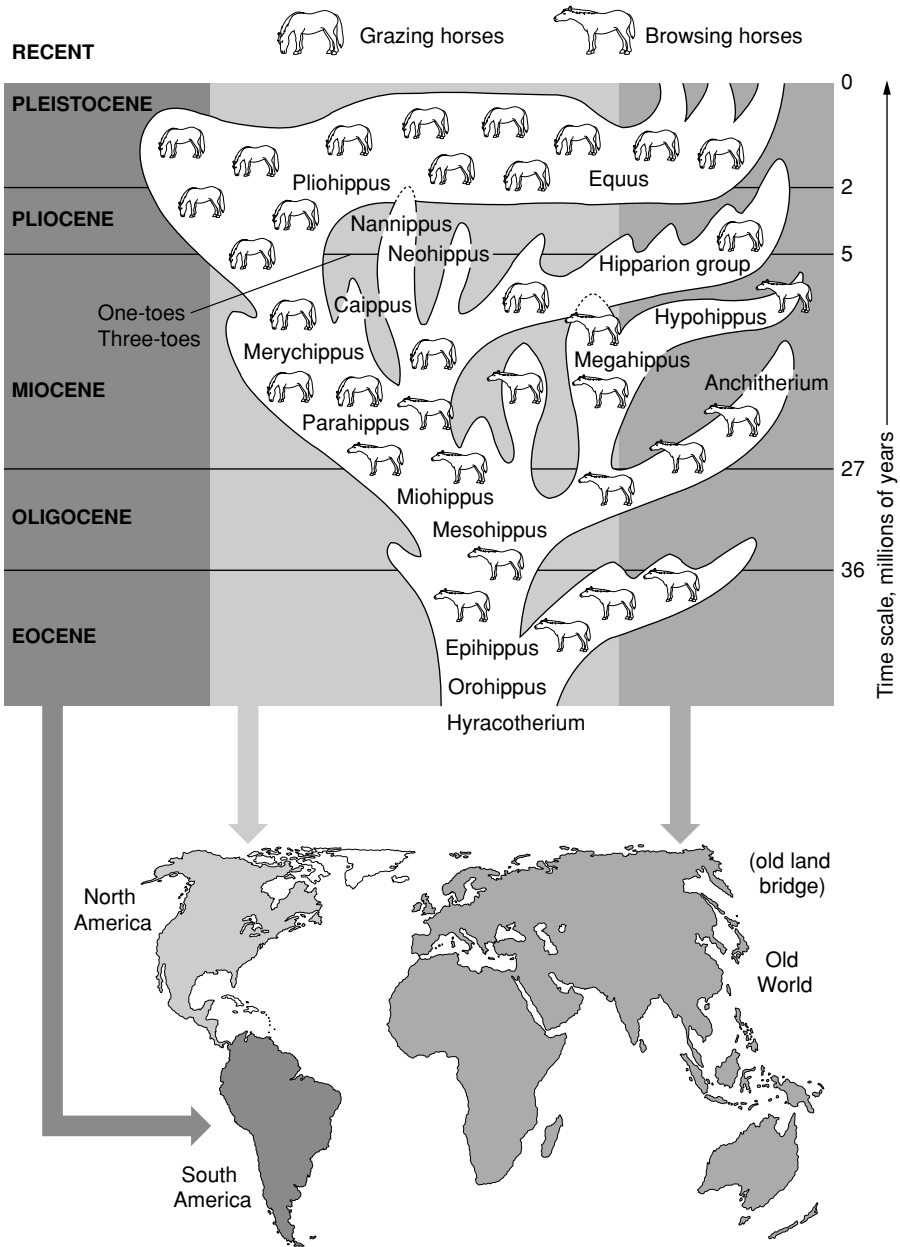 Grazing horses
Browsing horses
RECENT
PLEISTOCENE
0
Pliohippus
Equus
2
PLIOCENE
Nannippus
Neohippus
5
Hipparion group
One-toes
Three-toes
Caippus
Hypohippus
Merychippus
Megahippus
MIOCENE
Anchitherium
Parahippus
27
Miohippus
OLIGOCENE
Mesohippus
36
EOCENE
Epihippus
Orohippus
Hyracotherium
Time scale, millions of years
North
America
(old land
bridge)
Old
World
South
America